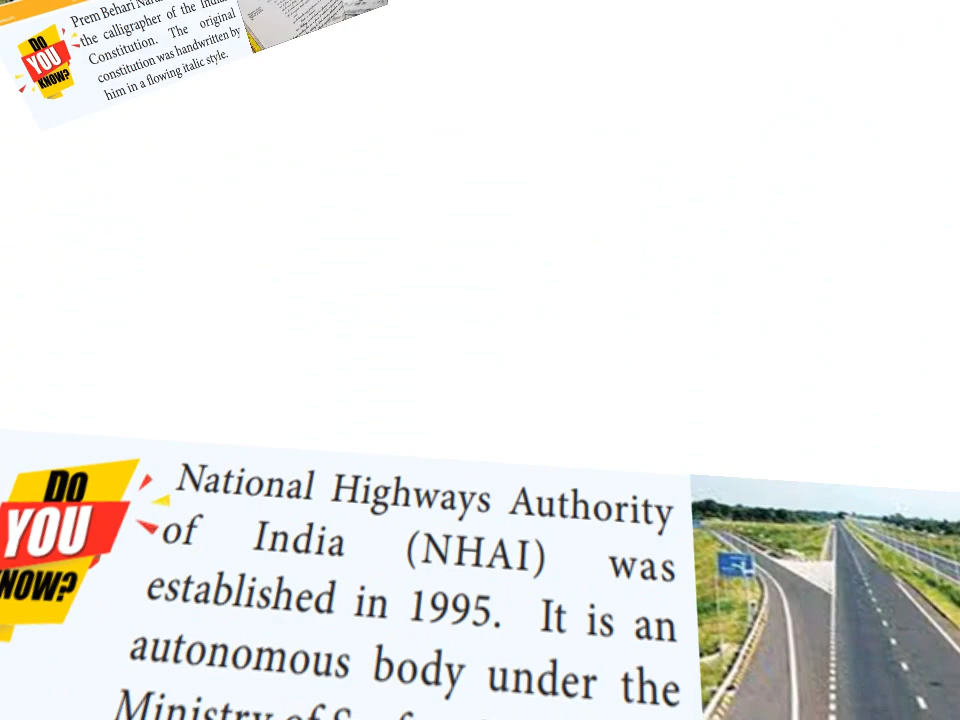 Prem Behari
the calligrapher of the
Constitution. The original
constitution was handwritten by
him in a flowing italic style.
DO
YOU
KNOW?
National Highways Authority
of India (NHAI) was
established in 1995. It is an
autonomous body under the
Ministry of
DO
YOU
KNOW?